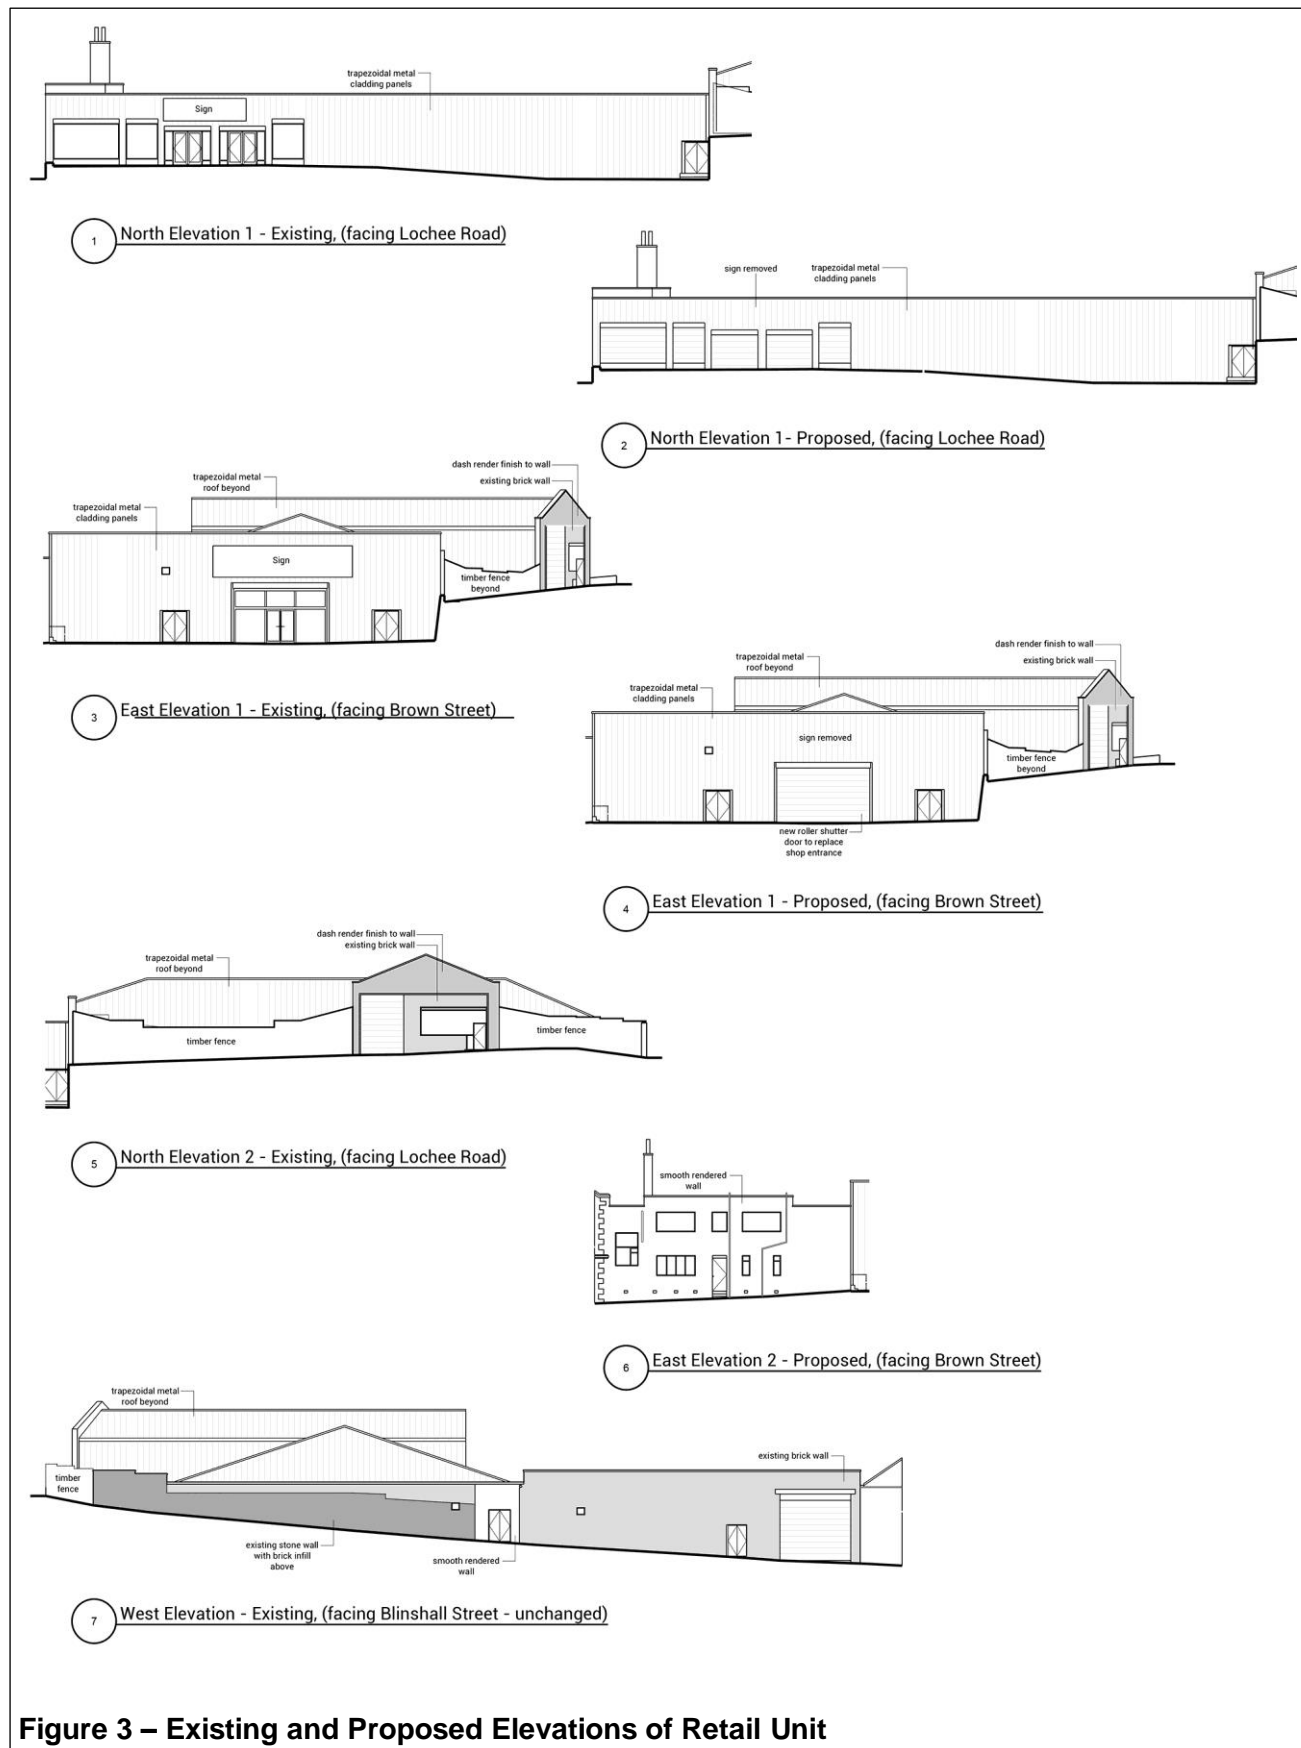 trapezoidal metal
cladding panels
Sign
1
North Elevation 1 - Existing, (facing Lochee Road)
sign removed
trapezoidal metal
cladding panels
2
North Elevation 1- Proposed, (facing Lochee Road)
dash render finish to wall
existing brick wall
trapezoidal metal
roof beyond
trapezoidal metal
cladding panels
Sign
timber fence
beyond
3
East Elevation 1 - Existing, (facing Brown Street)
dash render finish to wall
existing brick wall
trapezoidal metal
roof beyond
trapezoidal metal
cladding panels
sign removed
timber fence
beyond
new roller shutter
door to replace
shop entrance
4
East Elevation 1 - Proposed, (facing Brown Street)
dash render finish to wall
existing brick wall
trapezoidal metal
roof beyond
timber fence
timber fence
5
North Elevation 2 - Existing, (facing Lochee Road)
smooth rendered
wall
6
East Elevation 2 - Proposed, (facing Brown Street)
trapezoidal metal
roof beyond
existing brick wall
timber
fence
existing stone wall
with brick infill
above
smooth rendered
wall
7
West Elevation - Existing, (facing Blinshall Street - unchanged)
Figure 3 – Existing and Proposed Elevations of Retail Unit